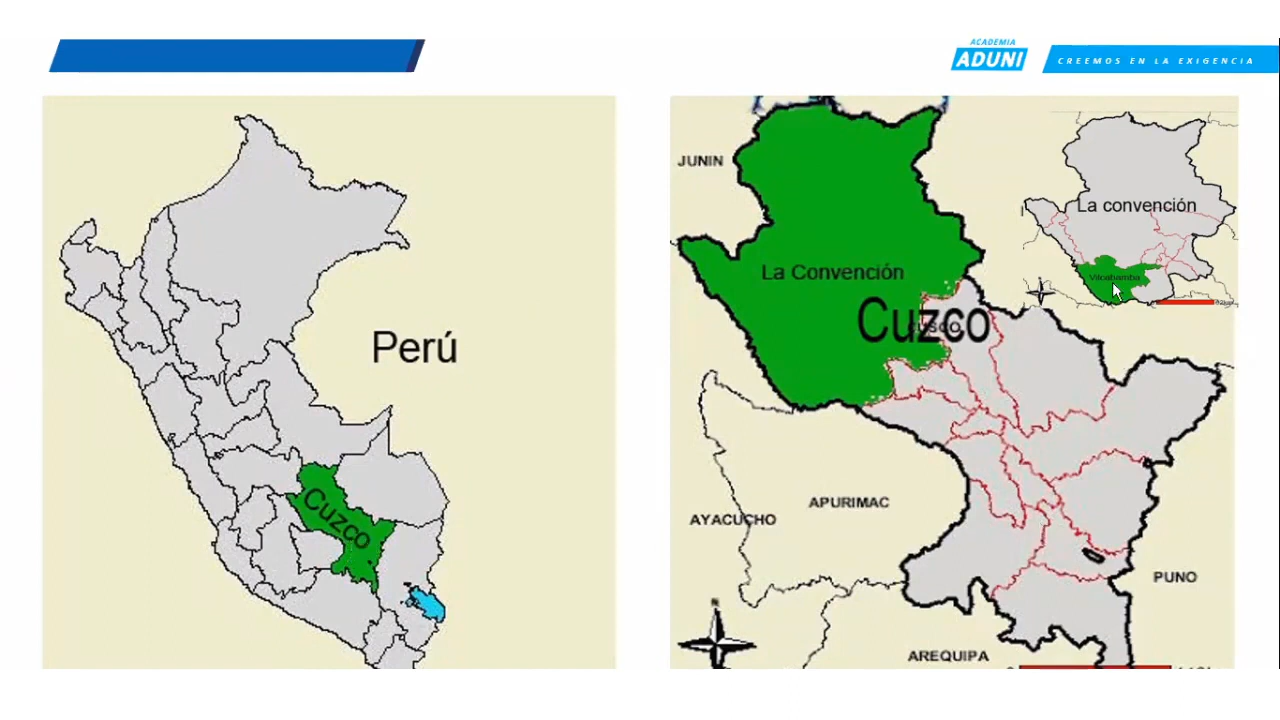 ACADEMIA
ADUNI
CREEMOS EN LA EXIGENCIA
Perú
Cuzco
JUNIN
La Convención
Cuzco
APURIMAC
AYACUCHO
PUNO
AREQUIPA
La convención
Vilcabamba
N